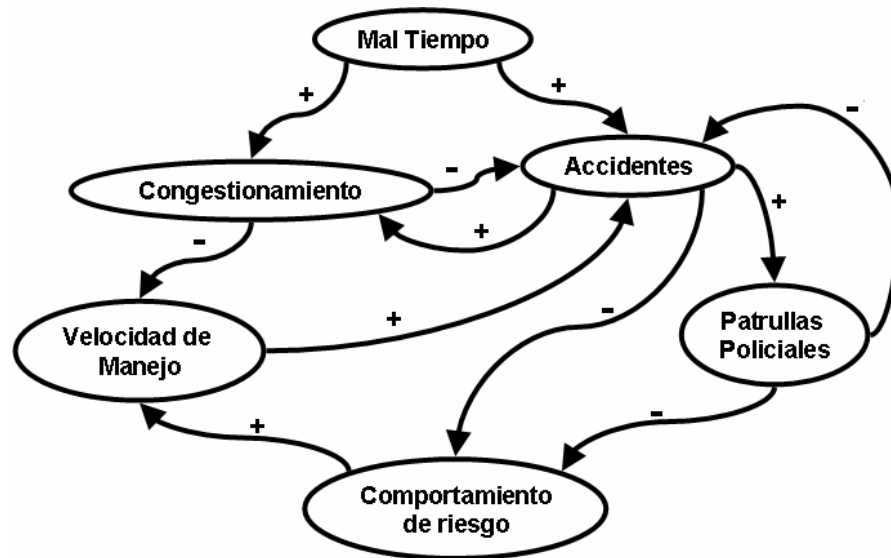 Mal Tiempo
+
+
-
Congestionamiento
-
Accidentes
+
+
-
Velocidad de
Manejo
+
-
Patrullas
Policiales
-
+
Comportamiento
de riesgo